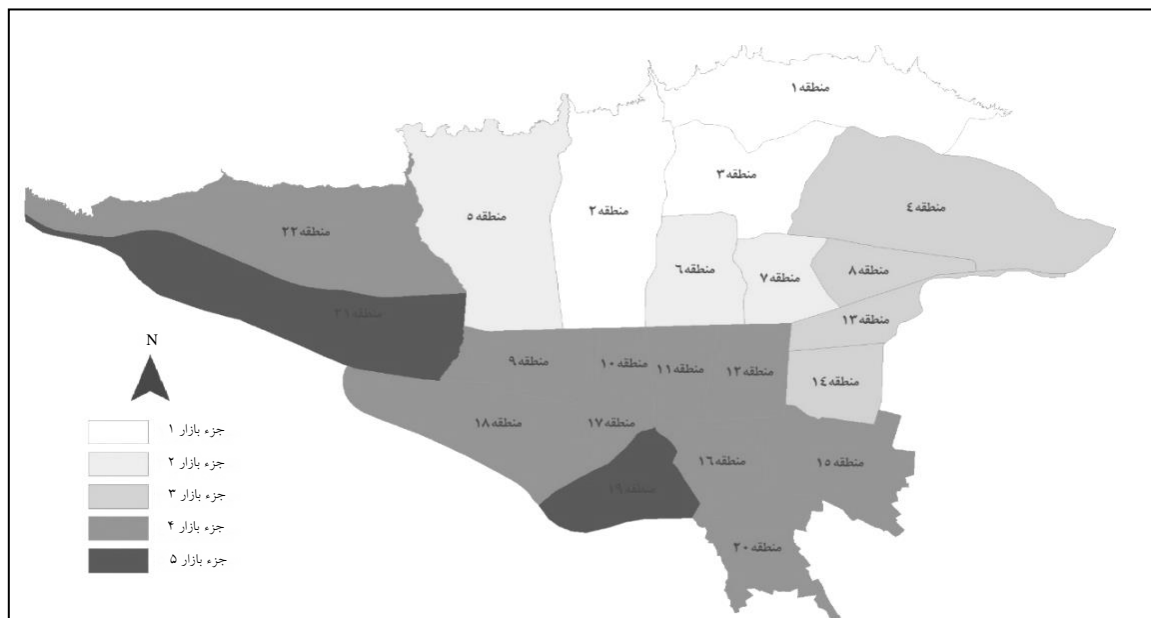 منطقه ۱
منطقه ۳
منطقه ۴
منطقه ۲
منطقه ۵
منطقه ۲۲
منطقه ۶
منطقه ۷
منطقه ۸
منطقه ۲۱
منطقه ۱۳
منطقه ۹
منطقه ۱۰
منطقه ۱۱
منطقه ۱۲
منطقه ۱۴
منطقه ۱۸
منطقه ۱۷
منطقه ۱۶
منطقه ۱۵
منطقه ۱۹
منطقه ۲۰
N
جزء بازار ۱
جزء بازار ۲
جزء بازار ۳
جزء بازار ۴
جزء بازار ۵